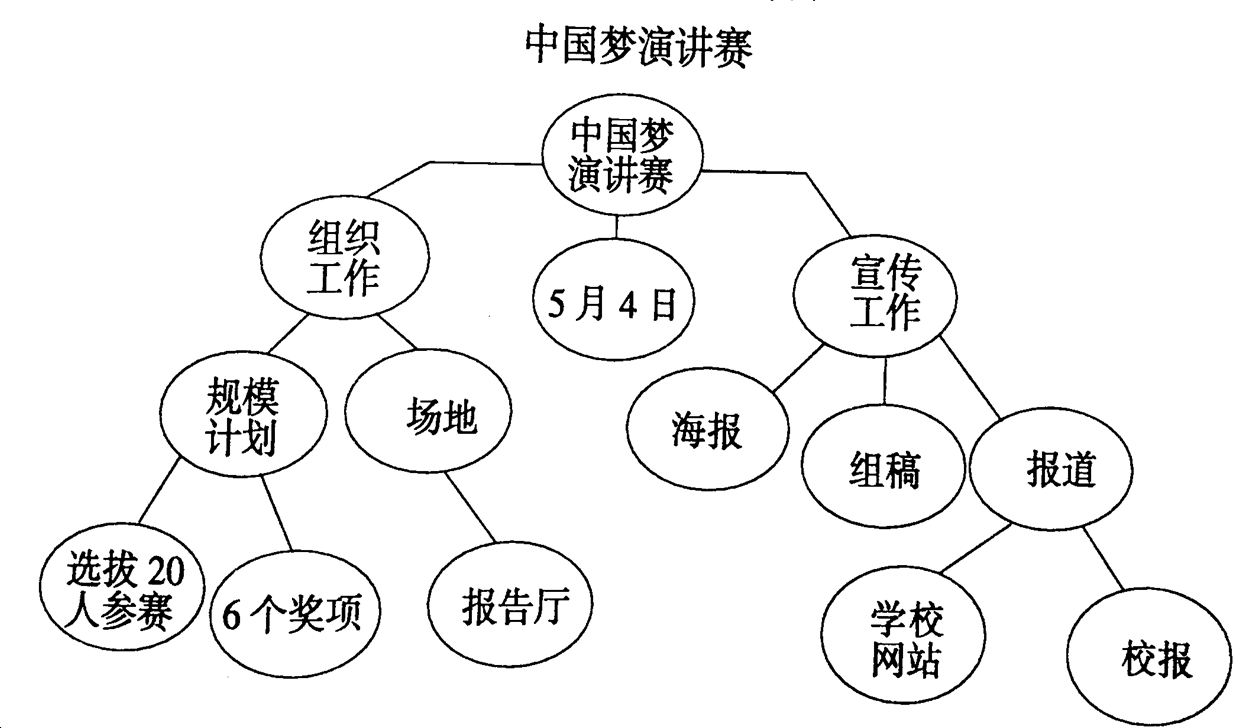 中国梦演讲赛
中国梦
演讲赛
组织
工作
5月4日
宣传
工作
规模
计划
场地
海报
组稿
报道
选拔20
人参赛
6个奖项
报告厅
学校
网站
校报